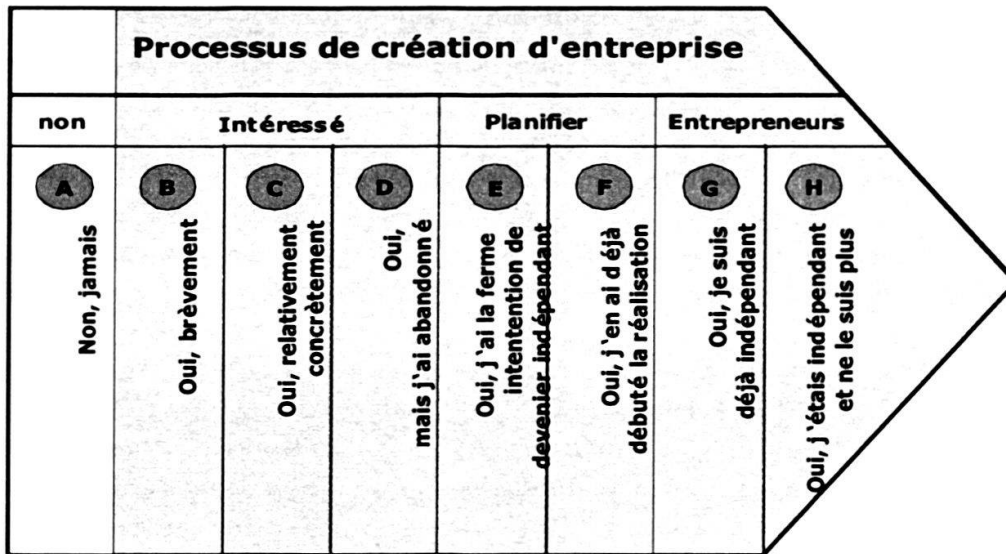 Processus de création d'entreprise
non
Intéressé
Planifier
Entrepreneurs
A
B
C
D
E
F
G
H
Non, jamais
Oui, brèvement
Oui, relativement
concrètement
Oui,
mais j'ai abandonné
Oui, j'ai la ferme
intentention de
devenier indépendant
Oui, j'en ai déjà
débuté la réalisation
Oui, je suis
déjà indépendant
Oui, j'étais indépendant
et ne le suis plus